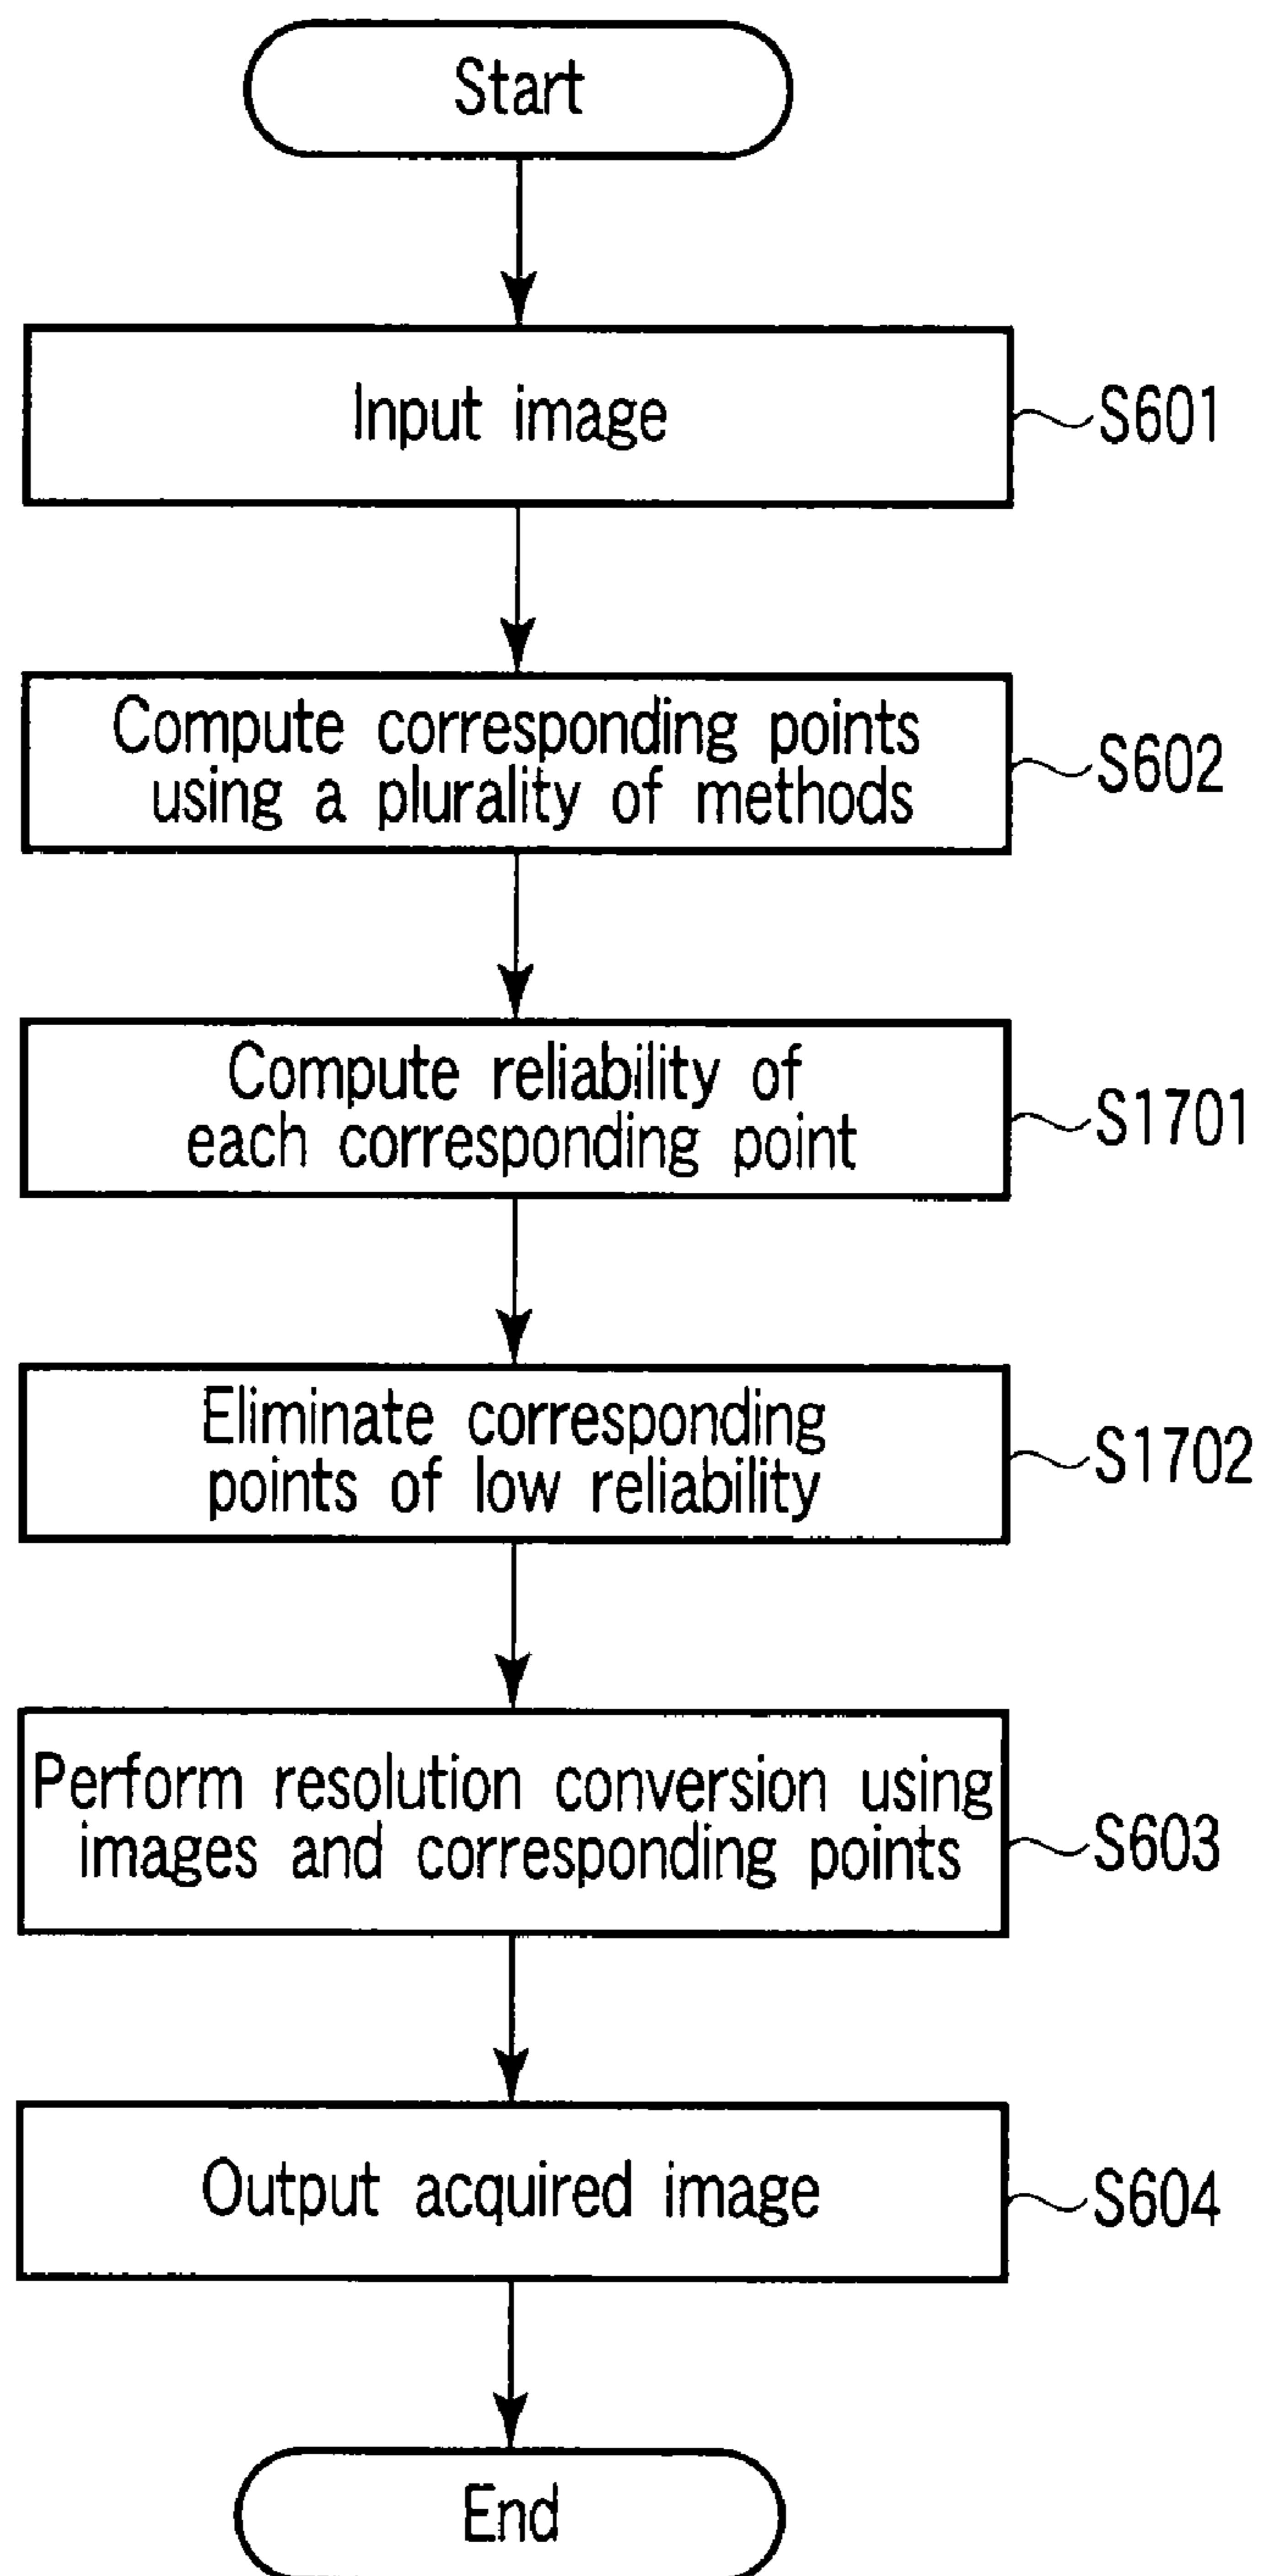 Start
Input image
S601
Compute corresponding points
using a plurality of methods
S602
Compute reliability of
each corresponding point
S1701
Eliminate corresponding
points of low reliability
S1702
Perform resolution conversion using
images and corresponding points
S603
Output acquired image
S604
End